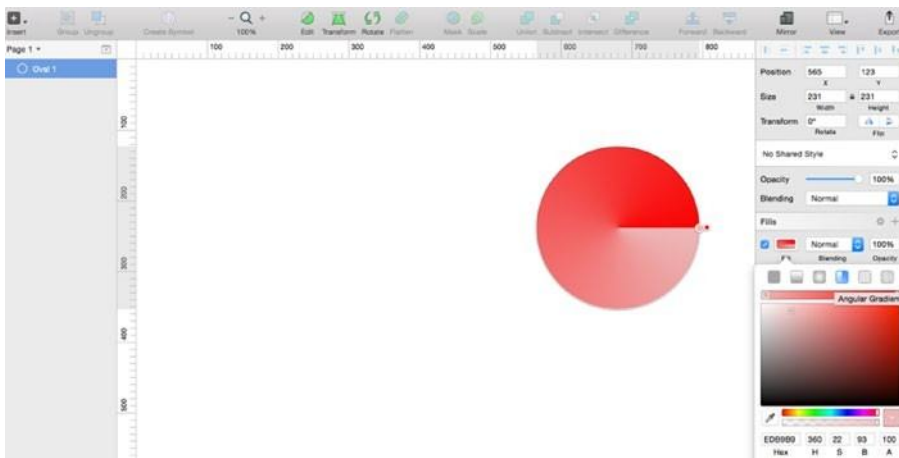 Insert Group Ungroup Create Symbol 100% Edit Transform Rotate Flatten Mask Scale Union Subtract Intersect Difference Forward Backward Mirror View Export
Page 1
Oval 1
100 200 300 400 500 600 700 800
100
200
300
400
500
Position 565 123
X Y
Size 231 231
Width Height
Transform 0°
Rotate Flip
No Shared Style
Opacity 100%
Blending Normal
Fills
Normal 100%
Fill Blending Opacity
Angular Gradien
EDB9B9 360 22 93 100
Hex H S B A